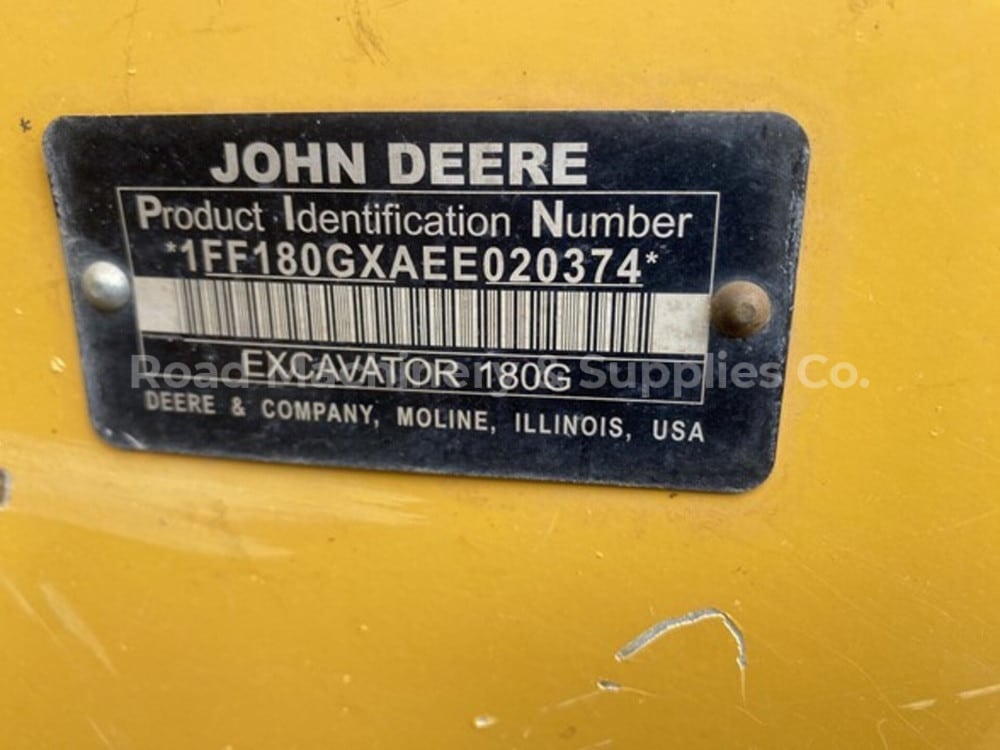 JOHN DEERE
Product Identification Number
*1FF180GXAEE020374*
EXCAVATOR 180G
Road Machinery & Supplies Co.
DEERE & COMPANY, MOLINE, ILLINOIS, USA